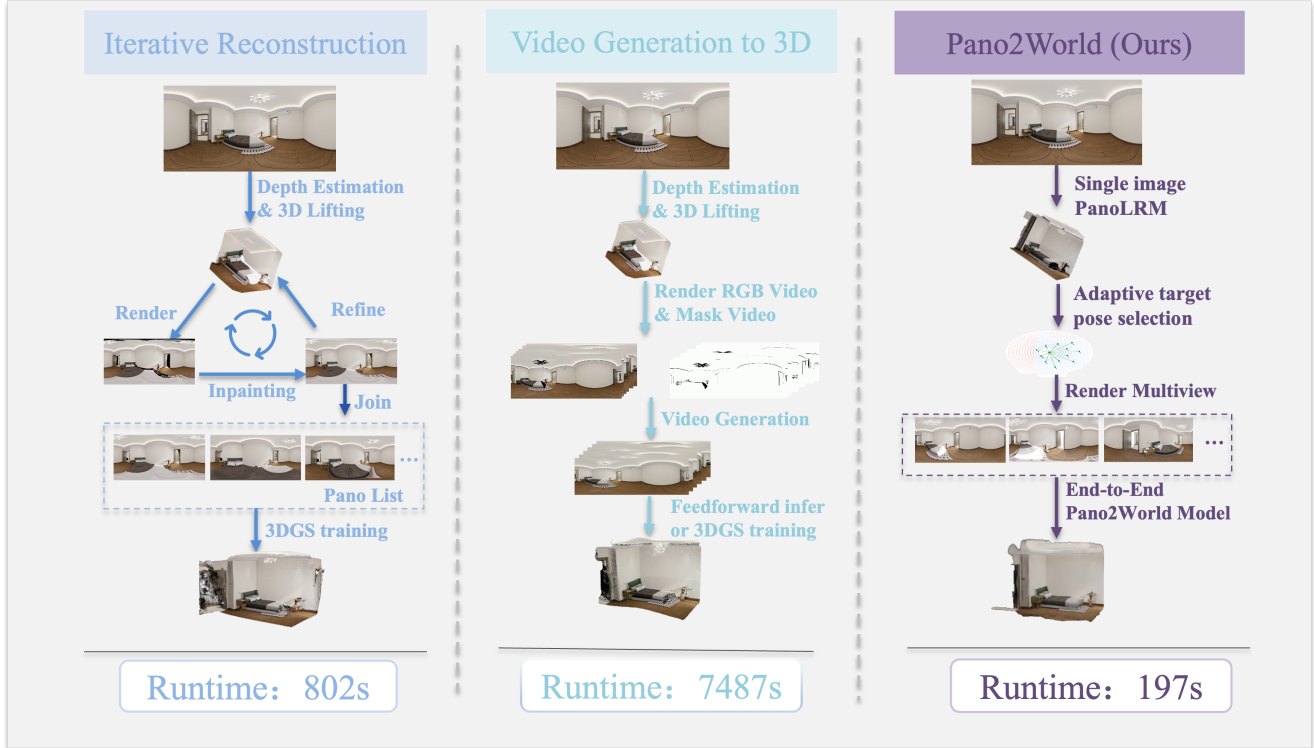 Iterative Reconstruction
Depth Estimation
& 3D Lifting
Render
Refine
Inpainting
Join
...
Pano List
3DGS training
Runtime：802s
Video Generation to 3D
Depth Estimation
& 3D Lifting
Render RGB Video
& Mask Video
Video Generation
Feedforward infer
or 3DGS training
Runtime：7487s
Pano2World (Ours)
Single image
PanoLRM
Adaptive target
pose selection
Render Multiview
...
End-to-End
Pano2World Model
Runtime：197s